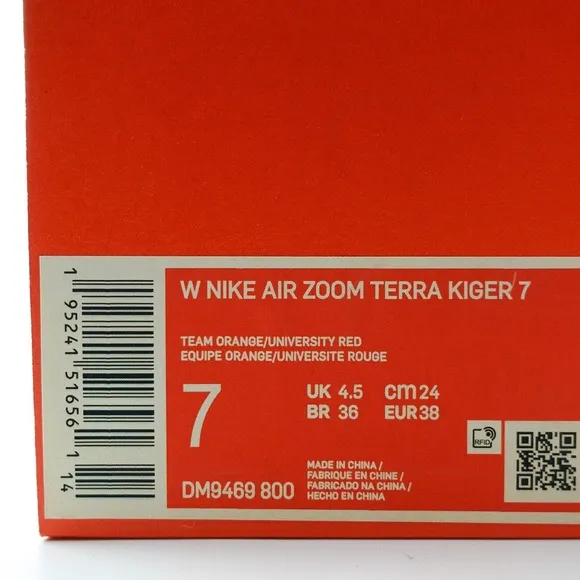 W NIKE AIR ZOOM TERRA KIGER 7
TEAM ORANGE/UNIVERSITY RED
EQUIPE ORANGE/UNIVERSITE ROUGE
7
UK 4.5 cm 24
BR 36 EUR 38
RFID
MADE IN CHINA /
FABRIQUE EN CHINE /
FABRICADO NA CHINA /
HECHO EN CHINA
DM9469 800
1 95241 51656 1 14